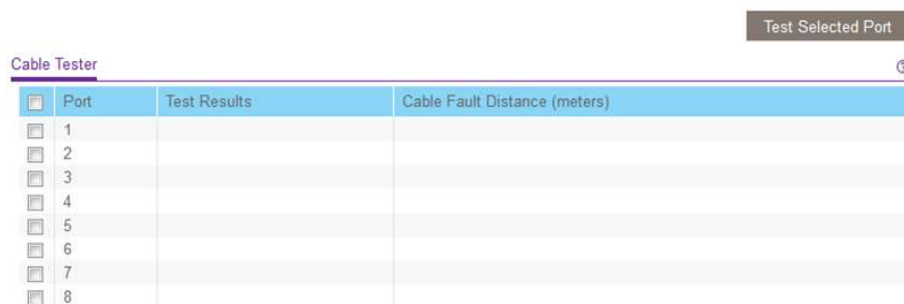 Test Selected Port
Cable Tester
Port Test Results Cable Fault Distance (meters)
1
2
3
4
5
6
7
8